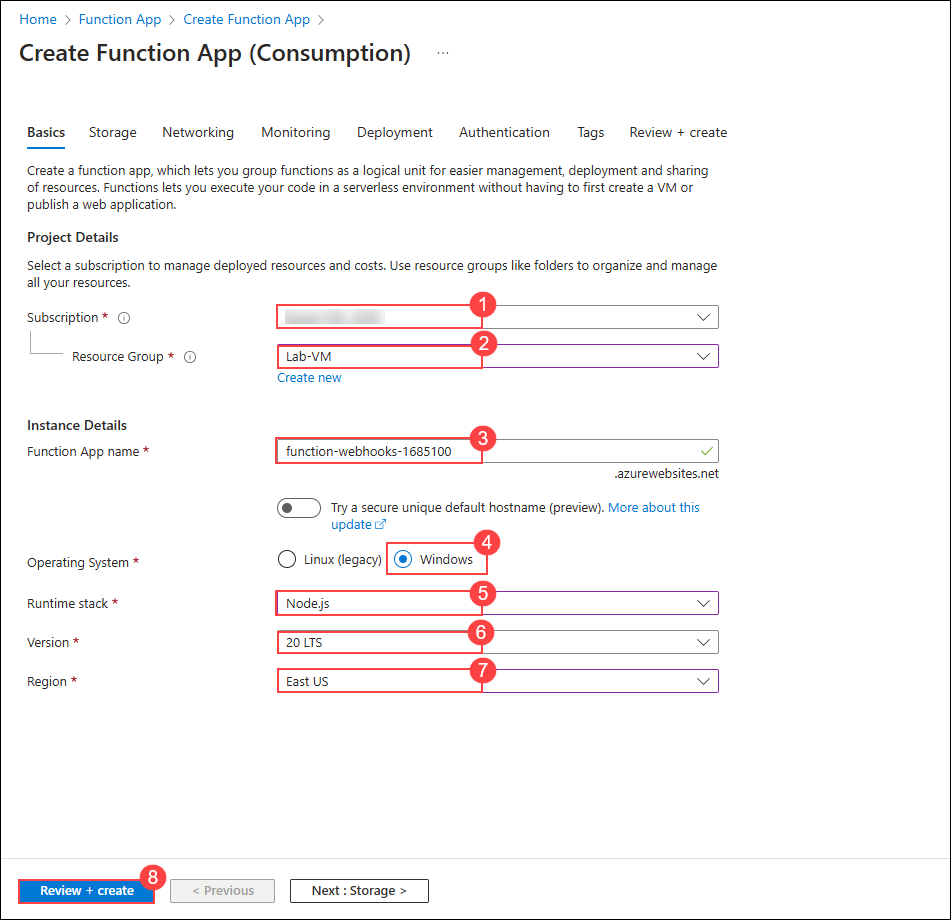 Home > Function App > Create Function App >
Create Function App (Consumption) ...
Basics Storage Networking Monitoring Deployment Authentication Tags Review + create
Create a function app, which lets you group functions as a logical unit for easier management, deployment and sharing
of resources. Functions lets you execute your code in a serverless environment without having to first create a VM or
publish a web application.
Project Details
Select a subscription to manage deployed resources and costs. Use resource groups like folders to organize and manage
all your resources.
Subscription * 1
Resource Group * Lab-VM 2
Create new
Instance Details
Function App name * function-webhooks-1685100 3
.azurewebsites.net
Try a secure unique default hostname (preview). More about this
update
Operating System * Linux (legacy) Windows 4
Runtime stack * Node.js 5
Version * 20 LTS 6
Region * East US 7
Review + create 8 < Previous Next : Storage >